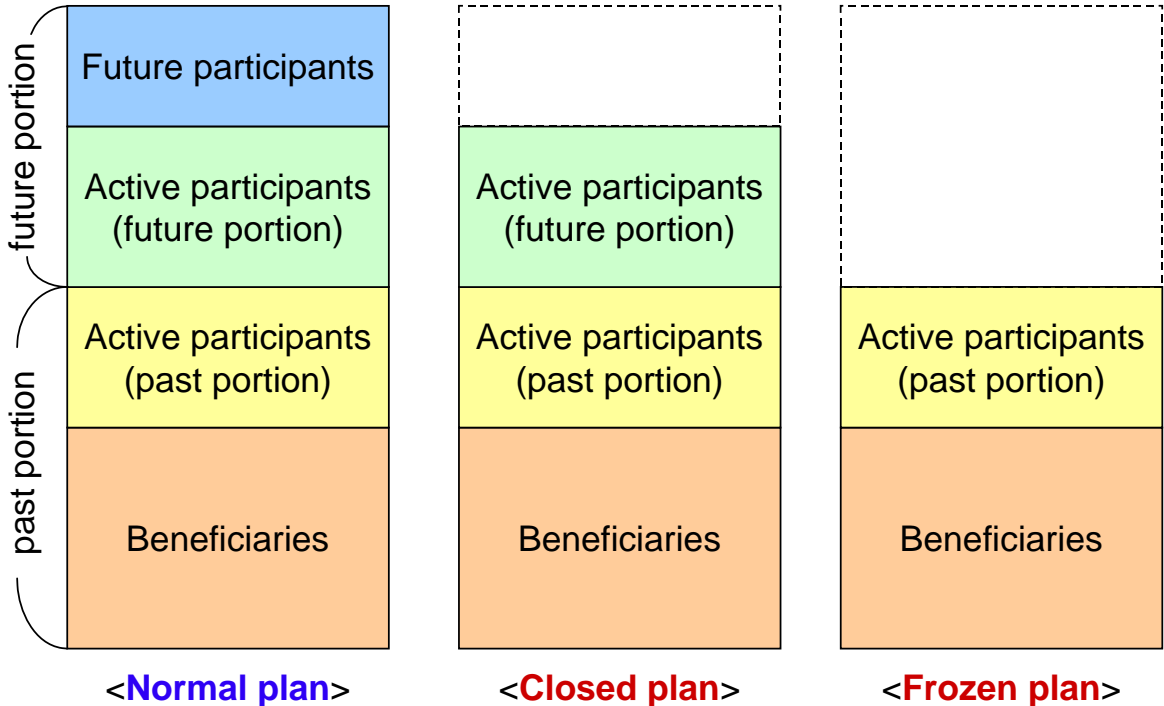 future portion
past portion
Future participants
Active participants
(future portion)
Active participants
(past portion)
Beneficiaries
<Normal plan>
Active participants
(future portion)
Active participants
(past portion)
Beneficiaries
<Closed plan>
Active participants
(past portion)
Beneficiaries
<Frozen plan>